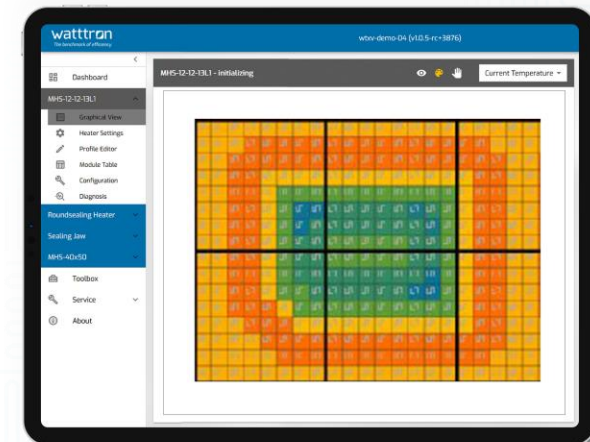 watttron
The benchmark of efficiency
wtxv-demo-04 (v1.0.5-rc+3876)
Dashboard
MHS-12-12-13L1
Graphical View
Heater Settings
Profile Editor
Module Table
Configuration
Diagnosis
Roundsealing Heater
Sealing Jaw
MHS-40x50
Toolbox
Service
About
MHS-12-12-13L1 - initializing
Current Temperature